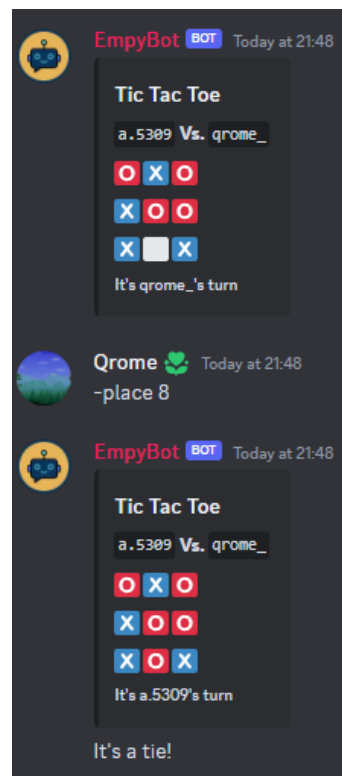 EmpyBot BOT Today at 21:48
Tic Tac Toe
a.5309 Vs. qrome_
O X O
X O O
X X
It's qrome_'s turn
Qrome Today at 21:48
-place 8
EmpyBot BOT Today at 21:48
Tic Tac Toe
a.5309 Vs. qrome_
O X O
X O O
X O X
It's a.5309's turn
It's a tie!